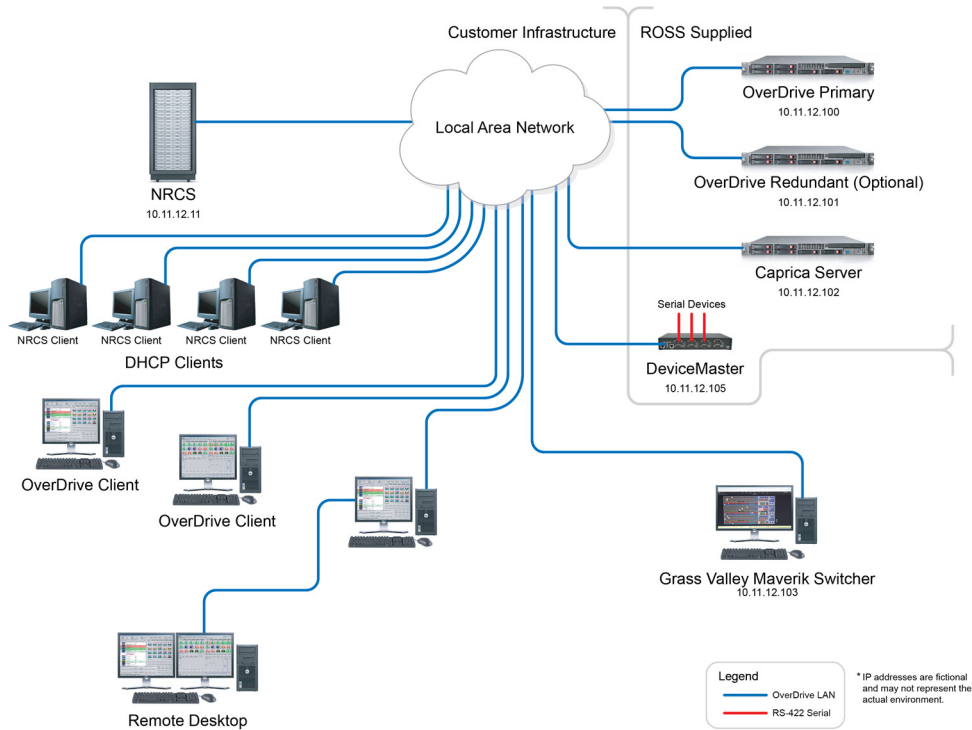 Customer Infrastructure
ROSS Supplied
Local Area Network
OverDrive Primary
10.11.12.100
OverDrive Redundant (Optional)
10.11.12.101
NRCS
10.11.12.11
Caprica Server
10.11.12.102
Serial Devices
NRCS Client
NRCS Client
NRCS Client
NRCS Client
DHCP Clients
DeviceMaster
10.11.12.105
OverDrive Client
OverDrive Client
Grass Valley Maverik Switcher
10.11.12.103
Remote Desktop
Legend
OverDrive LAN
RS-422 Serial
* IP addresses are fictional
and may not represent the
actual environment.